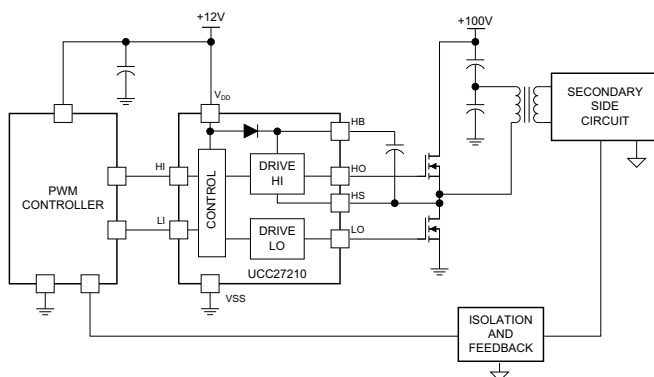 +12V
+100V
VDD
SECONDARY
SIDE
CIRCUIT
HB
PWM
CONTROLLER
HI
LI
CONTROL
DRIVE
HI
HO
HS
DRIVE
LO
LO
UCC27210
VSS
ISOLATION
AND
FEEDBACK